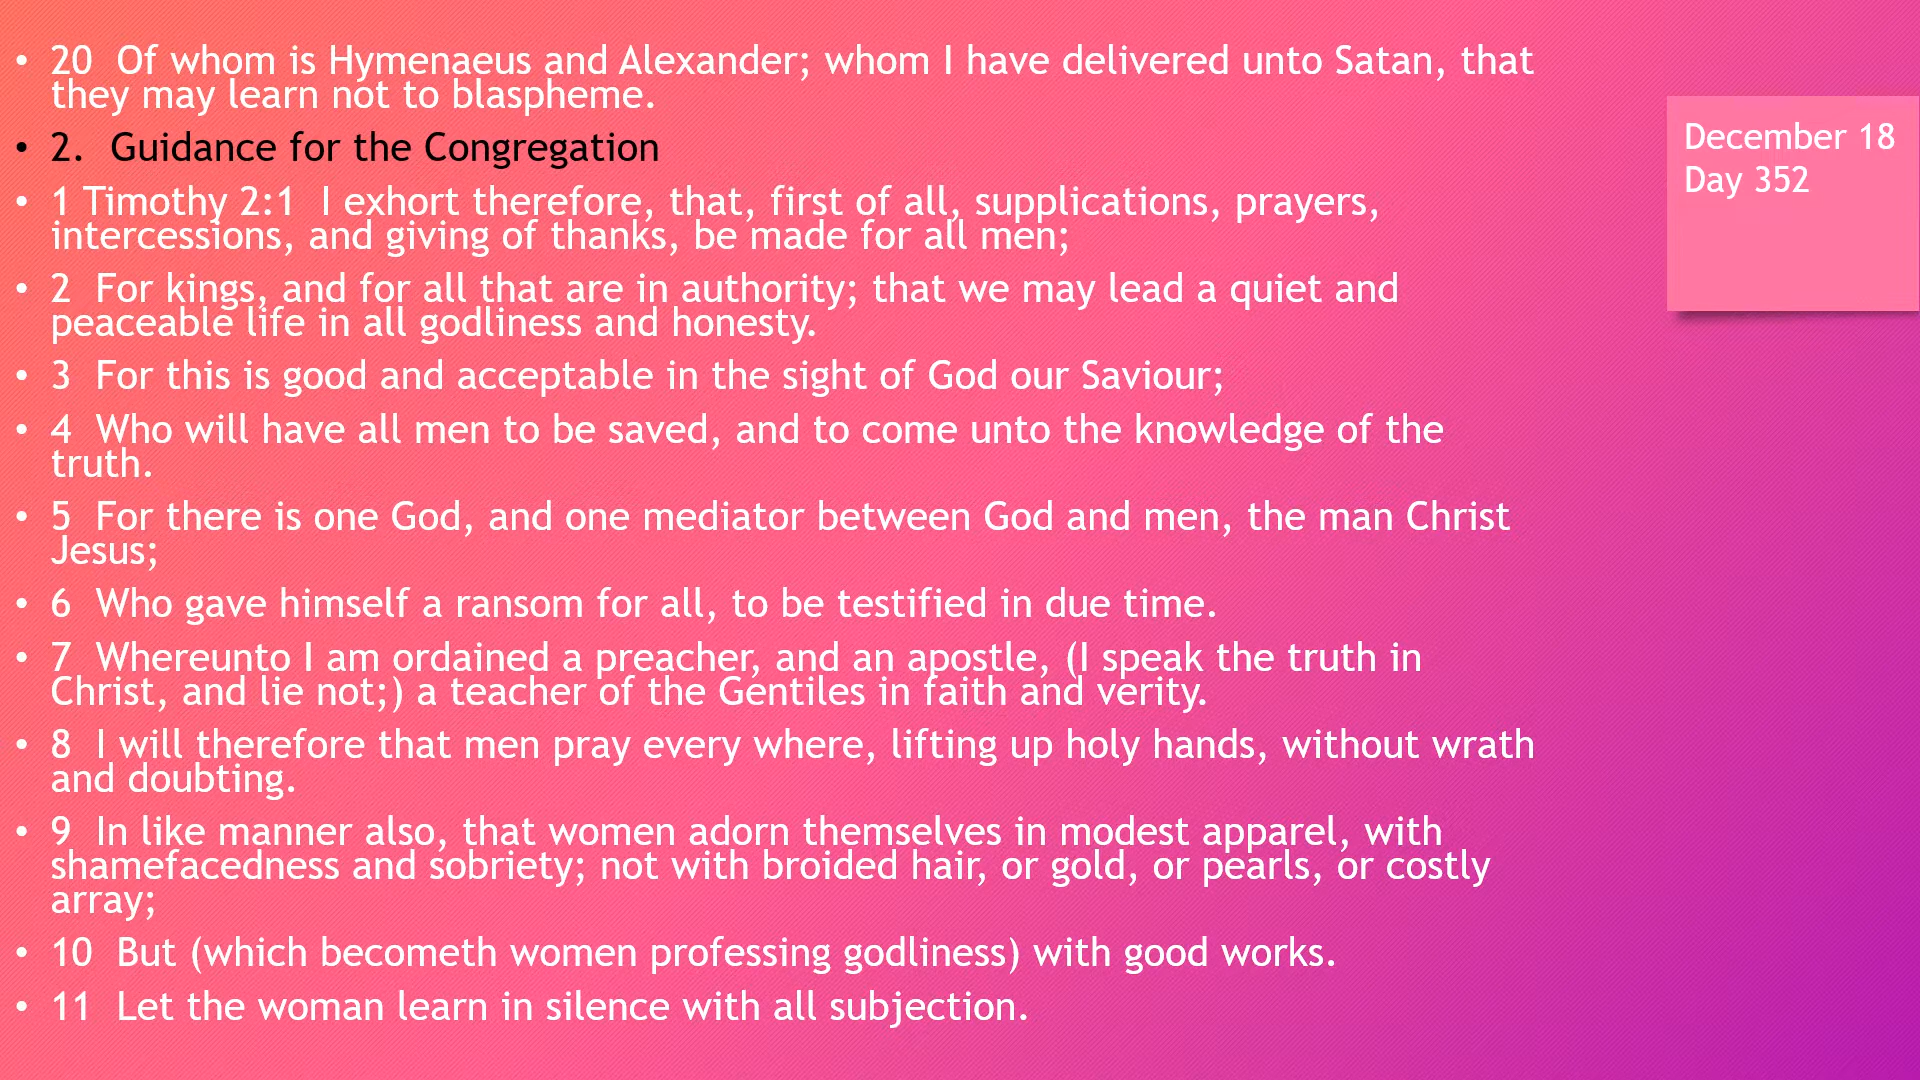 • 20  Of whom is Hymenaeus and Alexander; whom I have delivered unto Satan, that
they may learn not to blaspheme.
• 2.  Guidance for the Congregation
• 1 Timothy 2:1  I exhort therefore, that, first of all, supplications, prayers,
intercessions, and giving of thanks, be made for all men;
• 2  For kings, and for all that are in authority; that we may lead a quiet and
peaceable life in all godliness and honesty.
• 3  For this is good and acceptable in the sight of God our Saviour;
• 4  Who will have all men to be saved, and to come unto the knowledge of the
truth.
• 5  For there is one God, and one mediator between God and men, the man Christ
Jesus;
• 6  Who gave himself a ransom for all, to be testified in due time.
• 7  Whereunto I am ordained a preacher, and an apostle, (I speak the truth in
Christ, and lie not;) a teacher of the Gentiles in faith and verity.
• 8  I will therefore that men pray every where, lifting up holy hands, without wrath
and doubting.
• 9  In like manner also, that women adorn themselves in modest apparel, with
shamefacedness and sobriety; not with broided hair, or gold, or pearls, or costly
array;
• 10  But (which becometh women professing godliness) with good works.
• 11  Let the woman learn in silence with all subjection.
December 18
Day 352